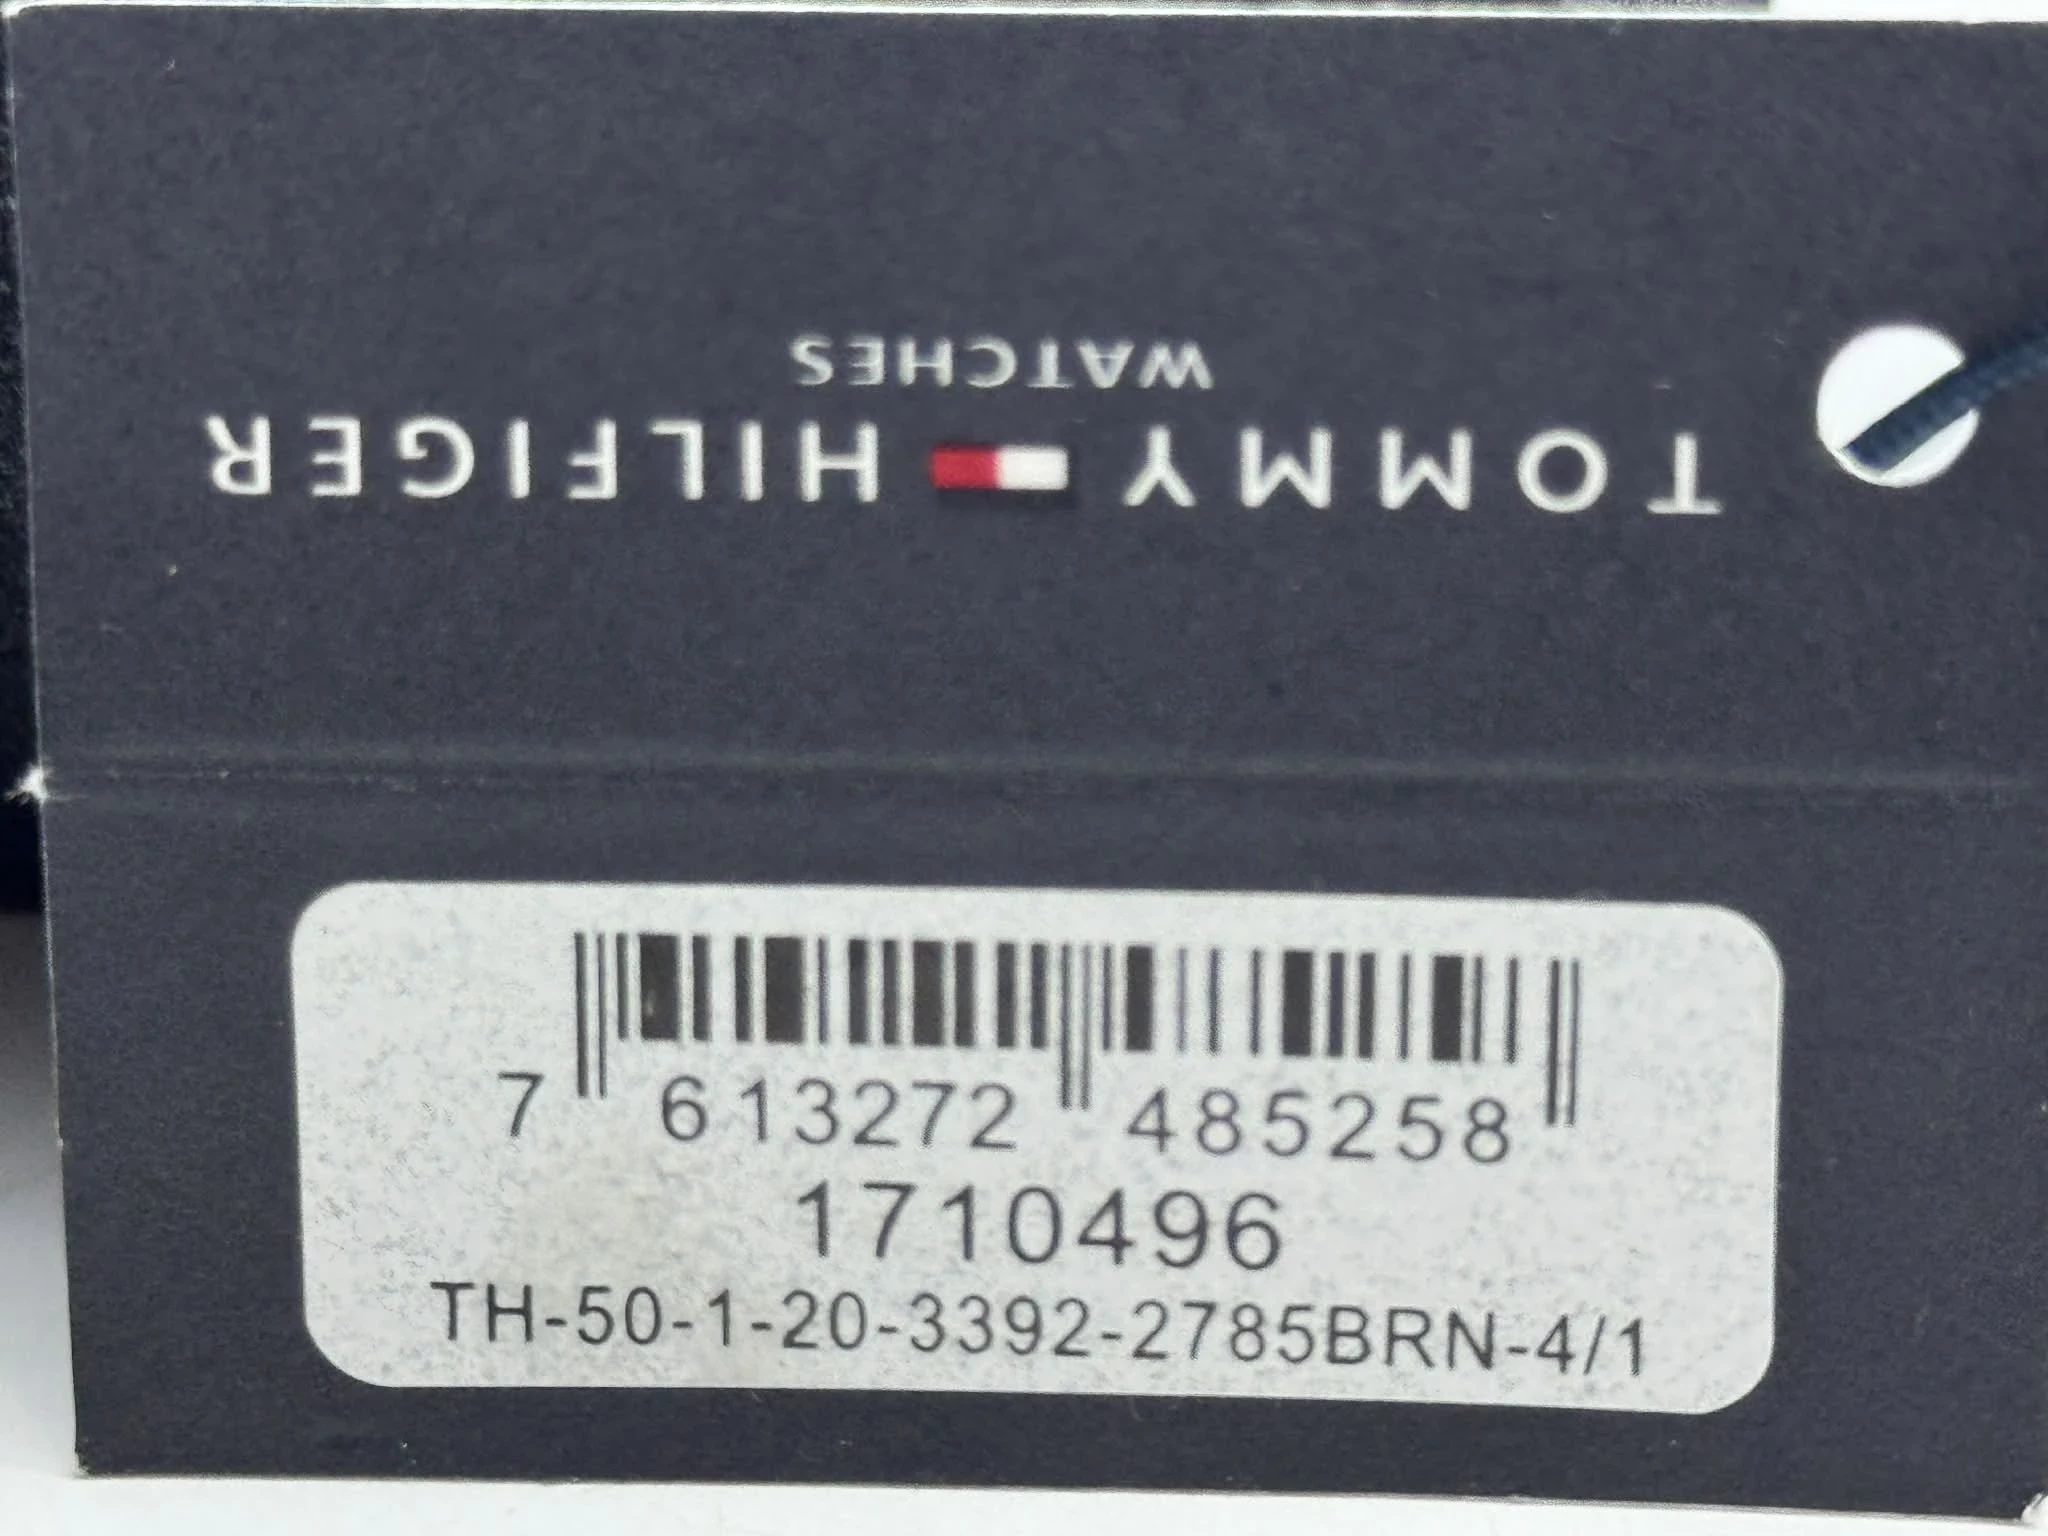 TOMMY HILFIGER
WATCHES
7 613272 485258
1710496
TH-50-1-20-3392-2785BRN-4/1